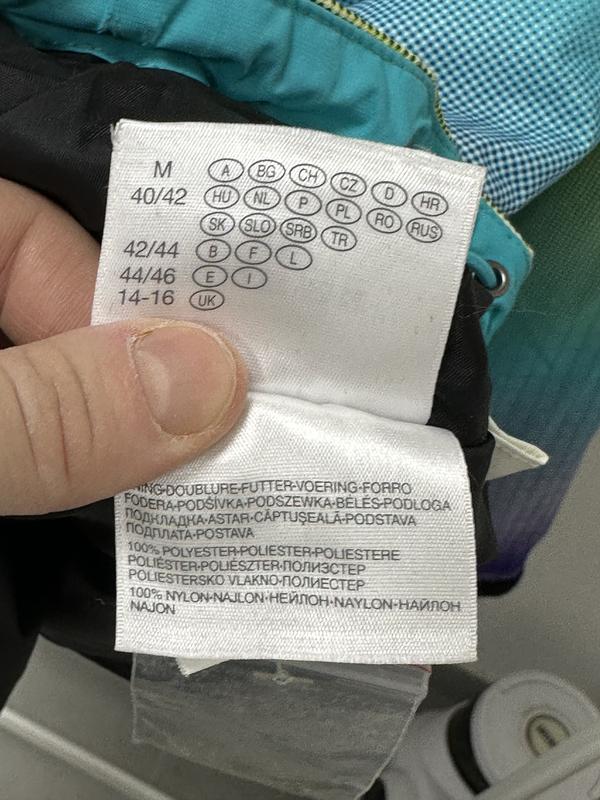 M A BG CH CZ D HR
40/42 HU NL P PL RO RUS
SK SLO SRB TR
42/44 B F L
44/46 E I
14-16 UK
DOUBLURE·FUTTER·VOERING·FORRO
FODERA·PODŠÍVKA·PODSZEWKA·BÉLÉS·PODLOGA
ПОДКЛАДКА·ASTAR·CĂPTUŞEALĂ·PODSTAVA
ПОДПЛАТА·POSTAVA
100% POLYESTER·POLIESTER·POLIESTERE
POLIÉSTER·POLIÉSZTER·ПОЛИЭСТЕР
POLIESTERSKO VLAKNO·ПОЛИЕСТЕР
100% NYLON·NAJLON·НЕЙЛОН·NAYLON·НАЙЛОН
NAJON